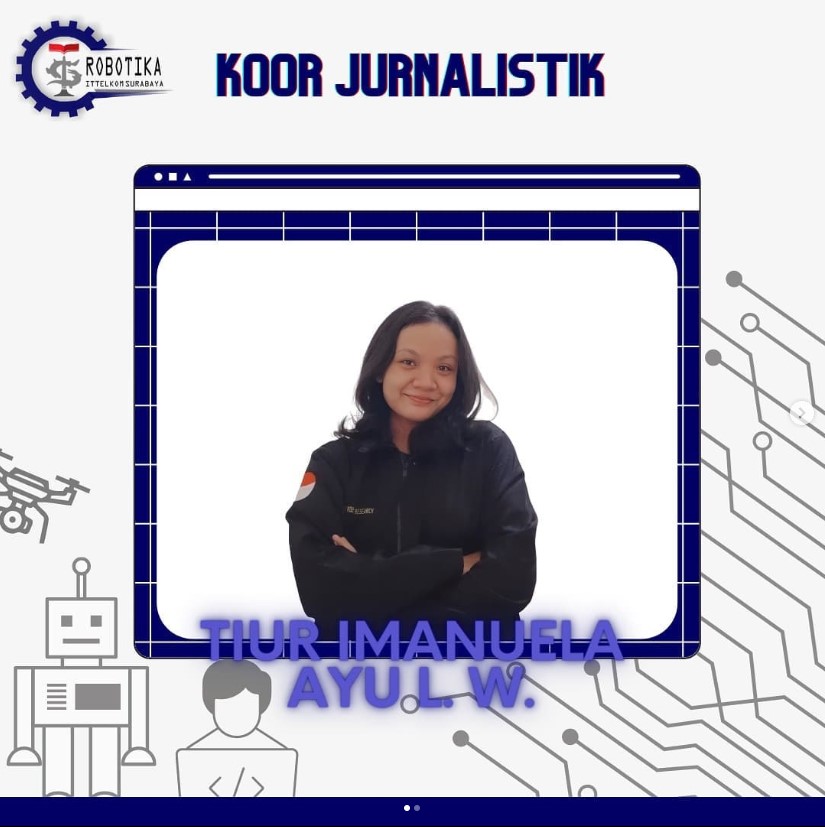 ROBOTIKA
ITTELKOM SURABAYA
KOOR JURNALISTIK
TIUR IMANUELA
AYU L. W.
</>